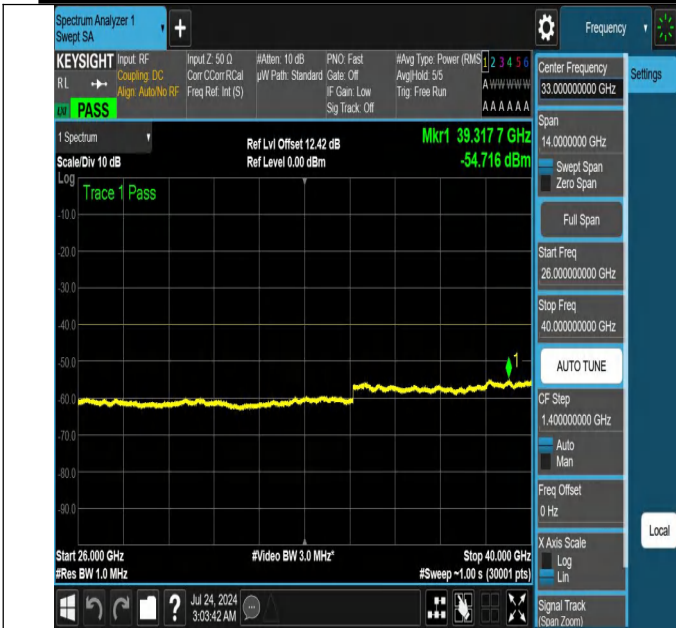 Spectrum Analyzer 1
Swept SA
+
Frequency
KEYSIGHT
RL
PASS
Input: RF
Coupling: DC
Align: Auto/No RF
Input Z: 50 Ω
Corr CCorr RCal
Freq Ref: Int (S)
#Atten: 10 dB
µW Path: Standard
PNO: Fast
Gate: Off
IF Gain: Low
Sig Track: Off
#Avg Type: Power (RMS
Avg|Hold: 5/5
Trig: Free Run
1 2 3 4 5 6
A W W W W W
A A A A A A
1 Spectrum
Scale/Div 10 dB
Log
Ref Lvl Offset 12.42 dB
Ref Level 0.00 dBm
Mkr1 39.317 7 GHz
-54.716 dBm
Trace 1 Pass
-10.0
-20.0
-30.0
-40.0
-50.0
-60.0
-70.0
-80.0
-90.0
1
Start 26.000 GHz
#Res BW 1.0 MHz
#Video BW 3.0 MHz*
Stop 40.000 GHz
#Sweep ~1.00 s (30001 pts)
Center Frequency
33.000000000 GHz
Settings
Span
14.0000000 GHz
Swept Span
Zero Span
Full Span
Start Freq
26.000000000 GHz
Stop Freq
40.000000000 GHz
AUTO TUNE
CF Step
1.400000000 GHz
Auto
Man
Freq Offset
0 Hz
X Axis Scale
Log
Lin
Local
Signal Track
(Span Zoom)
?
Jul 24, 2024
3:03:42 AM